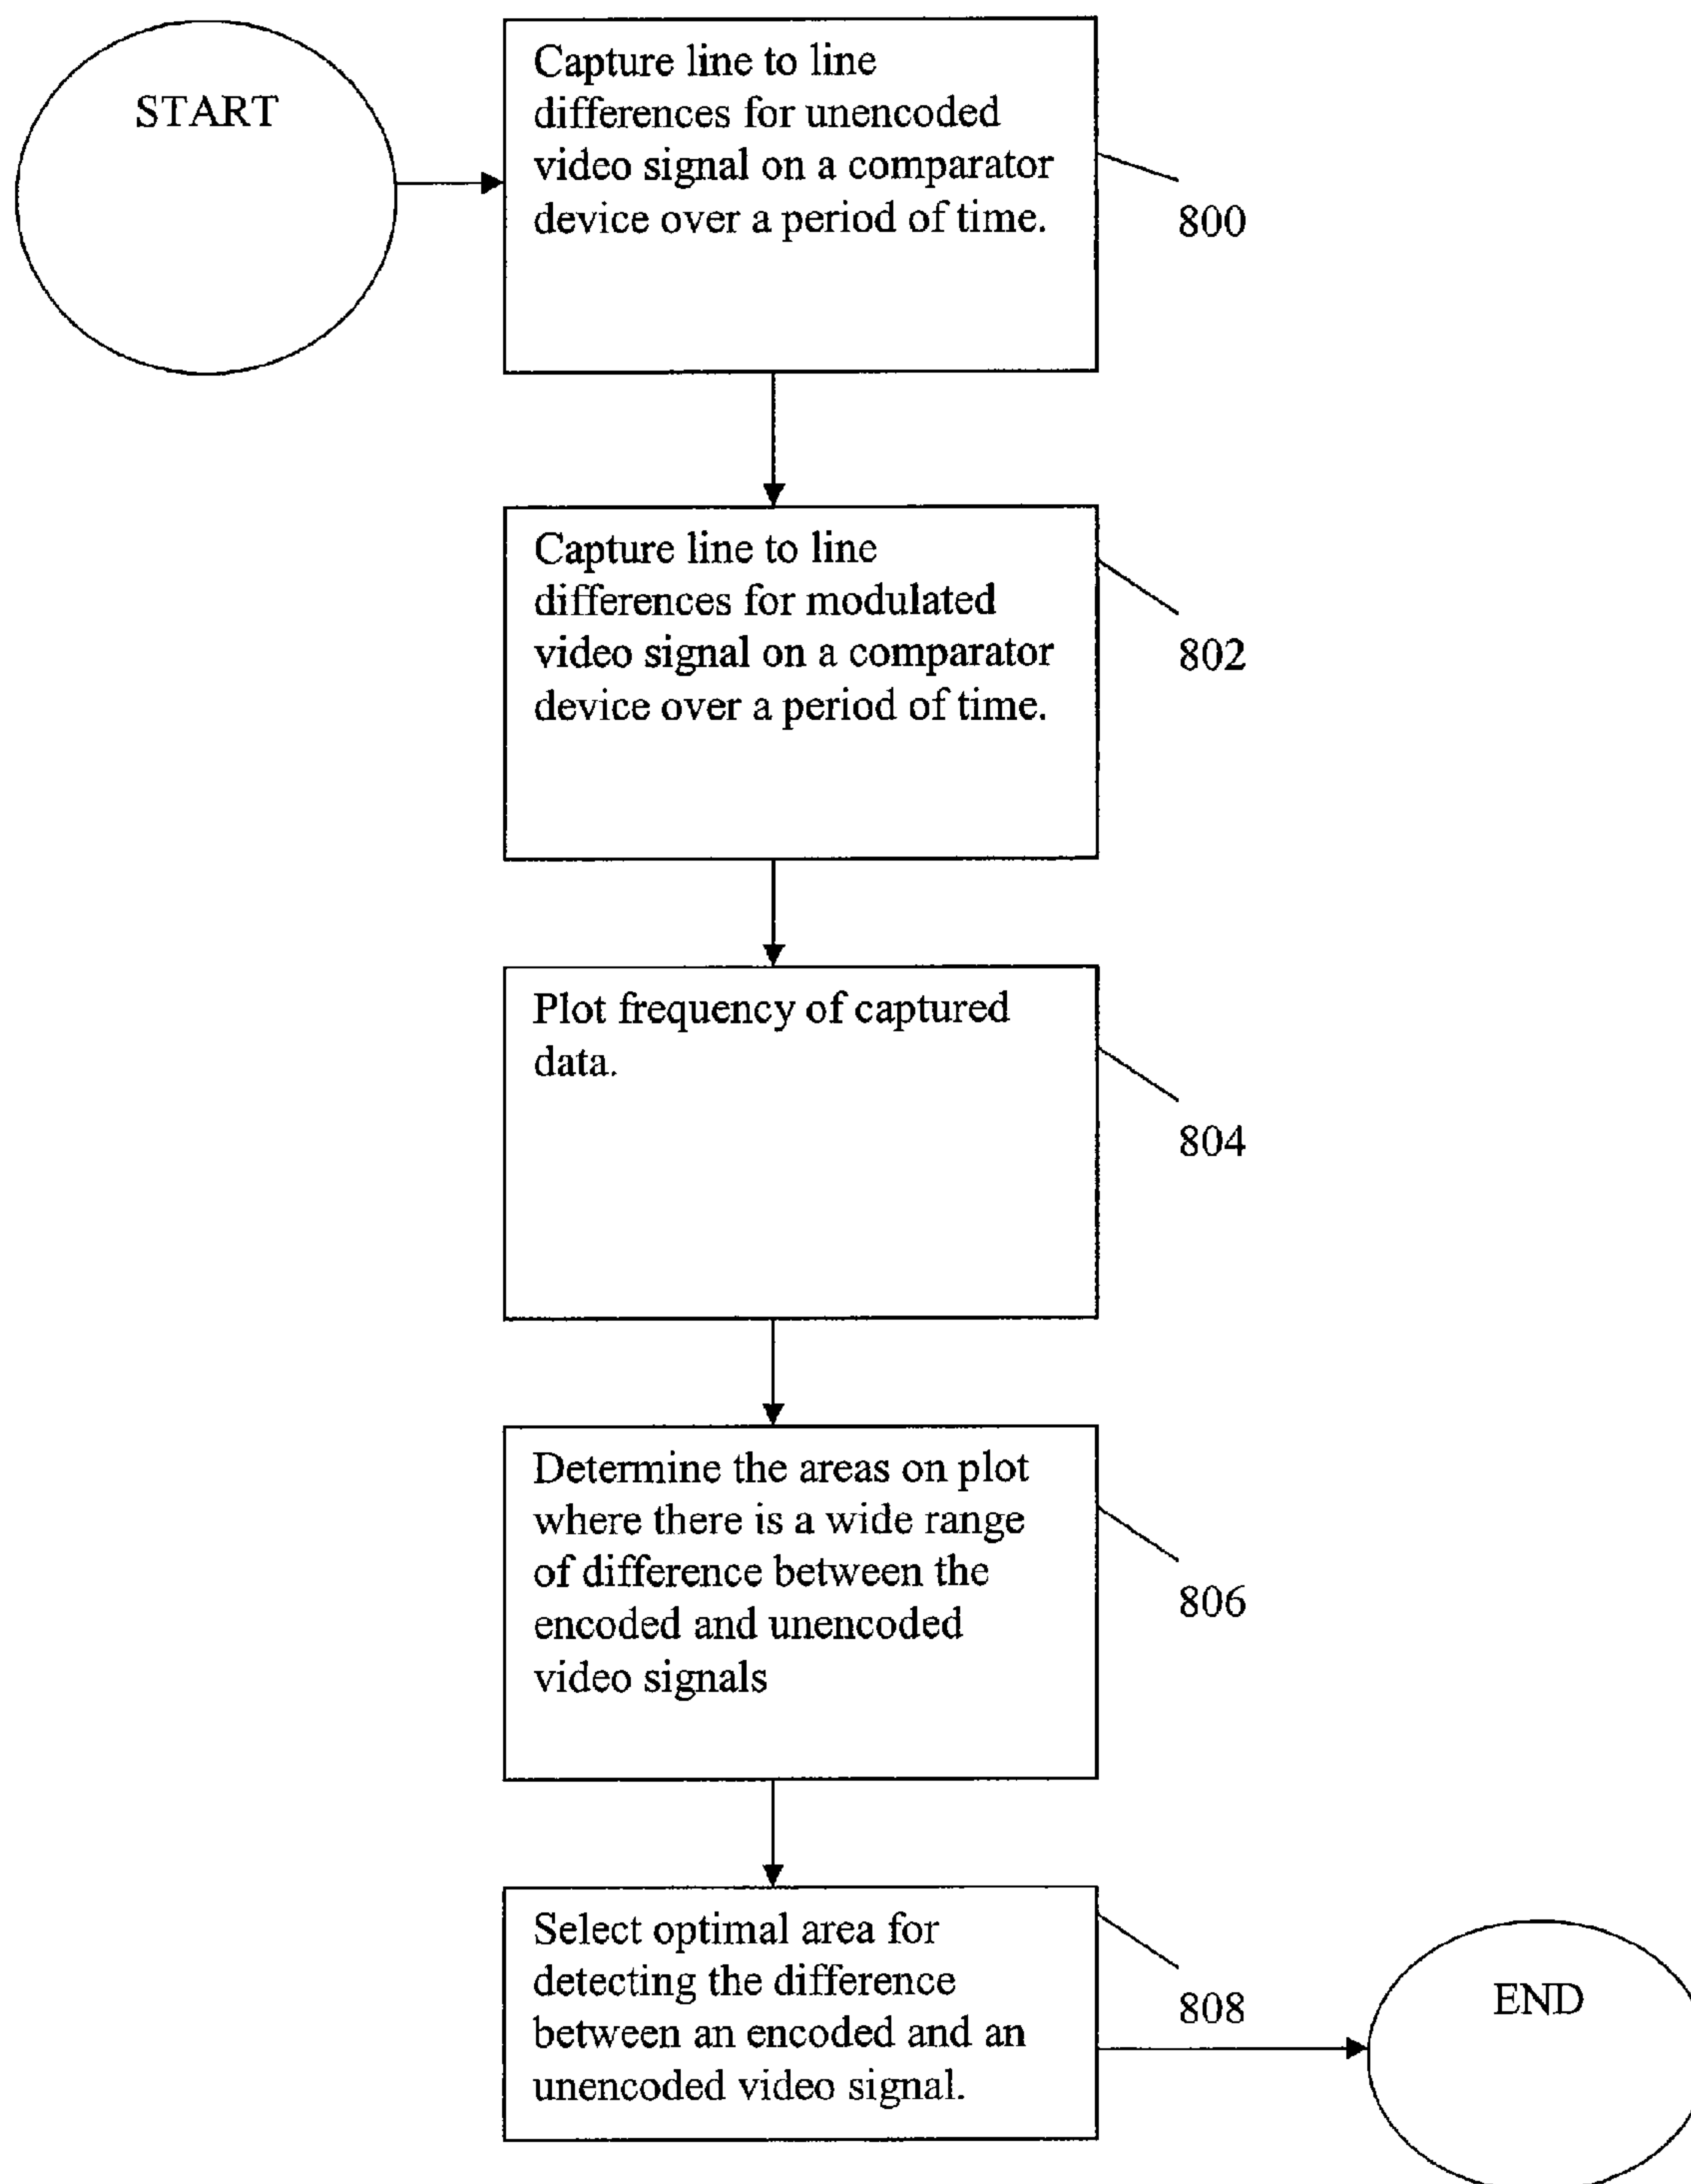 START
Capture line to line
differences for unencoded
video signal on a comparator
device over a period of time.
800
Capture line to line
differences for modulated
video signal on a comparator
device over a period of time.
802
Plot frequency of captured
data.
804
Determine the areas on plot
where there is a wide range
of difference between the
encoded and unencoded
video signals
806
Select optimal area for
detecting the difference
between an encoded and an
unencoded video signal.
808
END